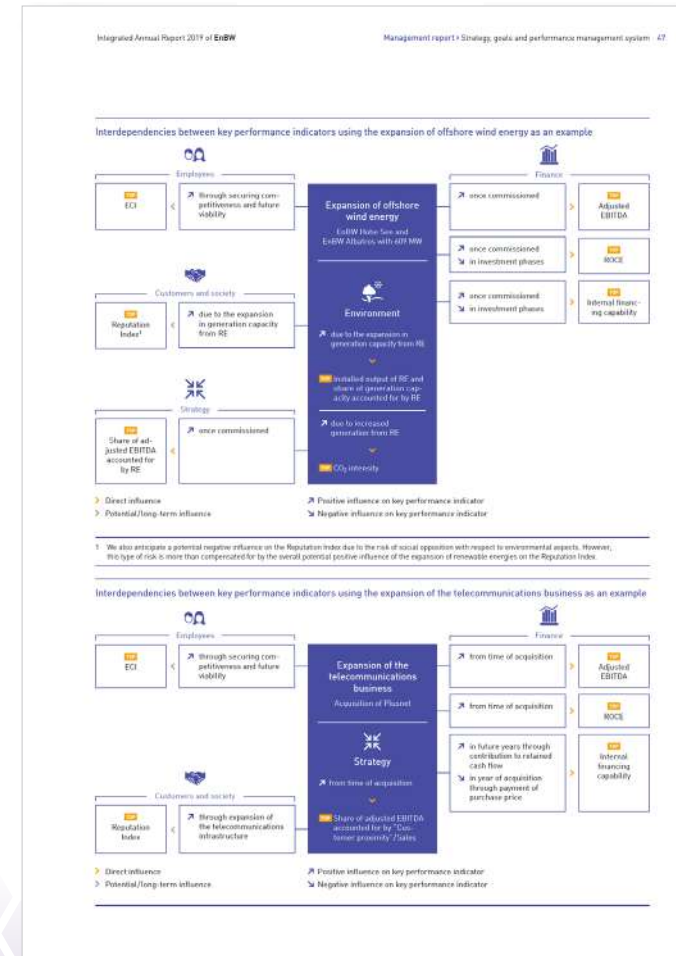 Integrated Annual Report 2019 of EnBW
Management report › Strategy, goals and performance management system 47
Interdependencies between key performance indicators using the expansion of offshore wind energy as an example
Employees
TOP
ECI
‹
↗ through securing com-
petitiveness and future
viability
Customers and society
TOP
Reputation
Index¹
‹
↗ due to the expansion
in generation capacity
from RE
Strategy
TOP
Share of ad-
justed EBITDA
accounted for
by RE
‹
↗ once commissioned
Expansion of offshore
wind energy
EnBW Hohe See and
EnBW Albatros with 609 MW
Environment
↗ due to the expansion in
generation capacity from RE
TOP Installed output of RE and
share of generation cap-
acity accounted for by RE
↗ due to increased
generation from RE
TOP CO₂ intensity
Finance
↗ once commissioned
›
TOP
Adjusted
EBITDA
↗ once commissioned
↘ in investment phases
›
TOP
ROCE
↗ once commissioned
↘ in investment phases
›
TOP
Internal financ-
ing capability
› Direct influence
› Potential/long-term influence
↗ Positive influence on key performance indicator
↘ Negative influence on key performance indicator
1 We also anticipate a potential negative influence on the Reputation Index due to the risk of social opposition with respect to environmental aspects. However,
this type of risk is more than compensated for by the overall potential positive influence of the expansion of renewable energies on the Reputation Index.
Interdependencies between key performance indicators using the expansion of the telecommunications business as an example
Employees
TOP
ECI
‹
↗ through securing com-
petitiveness and future
viability
Customers and society
TOP
Reputation
Index
‹
↗ through expansion of
the telecommunications
infrastructure
Expansion of the
telecommunications
business
Acquisition of Plusnet
Strategy
↗ from time of acquisition
TOP Share of adjusted EBITDA
accounted for by "Cus-
tomer proximity"/Sales
Finance
↗ from time of acquisition
›
TOP
Adjusted
EBITDA
↗ from time of acquisition
›
TOP
ROCE
↗ in future years through
contribution to retained
cash flow
↘ in year of acquisition
through payment of
purchase price
›
TOP
Internal
financing
capability
› Direct influence
› Potential/long-term influence
↗ Positive influence on key performance indicator
↘ Negative influence on key performance indicator